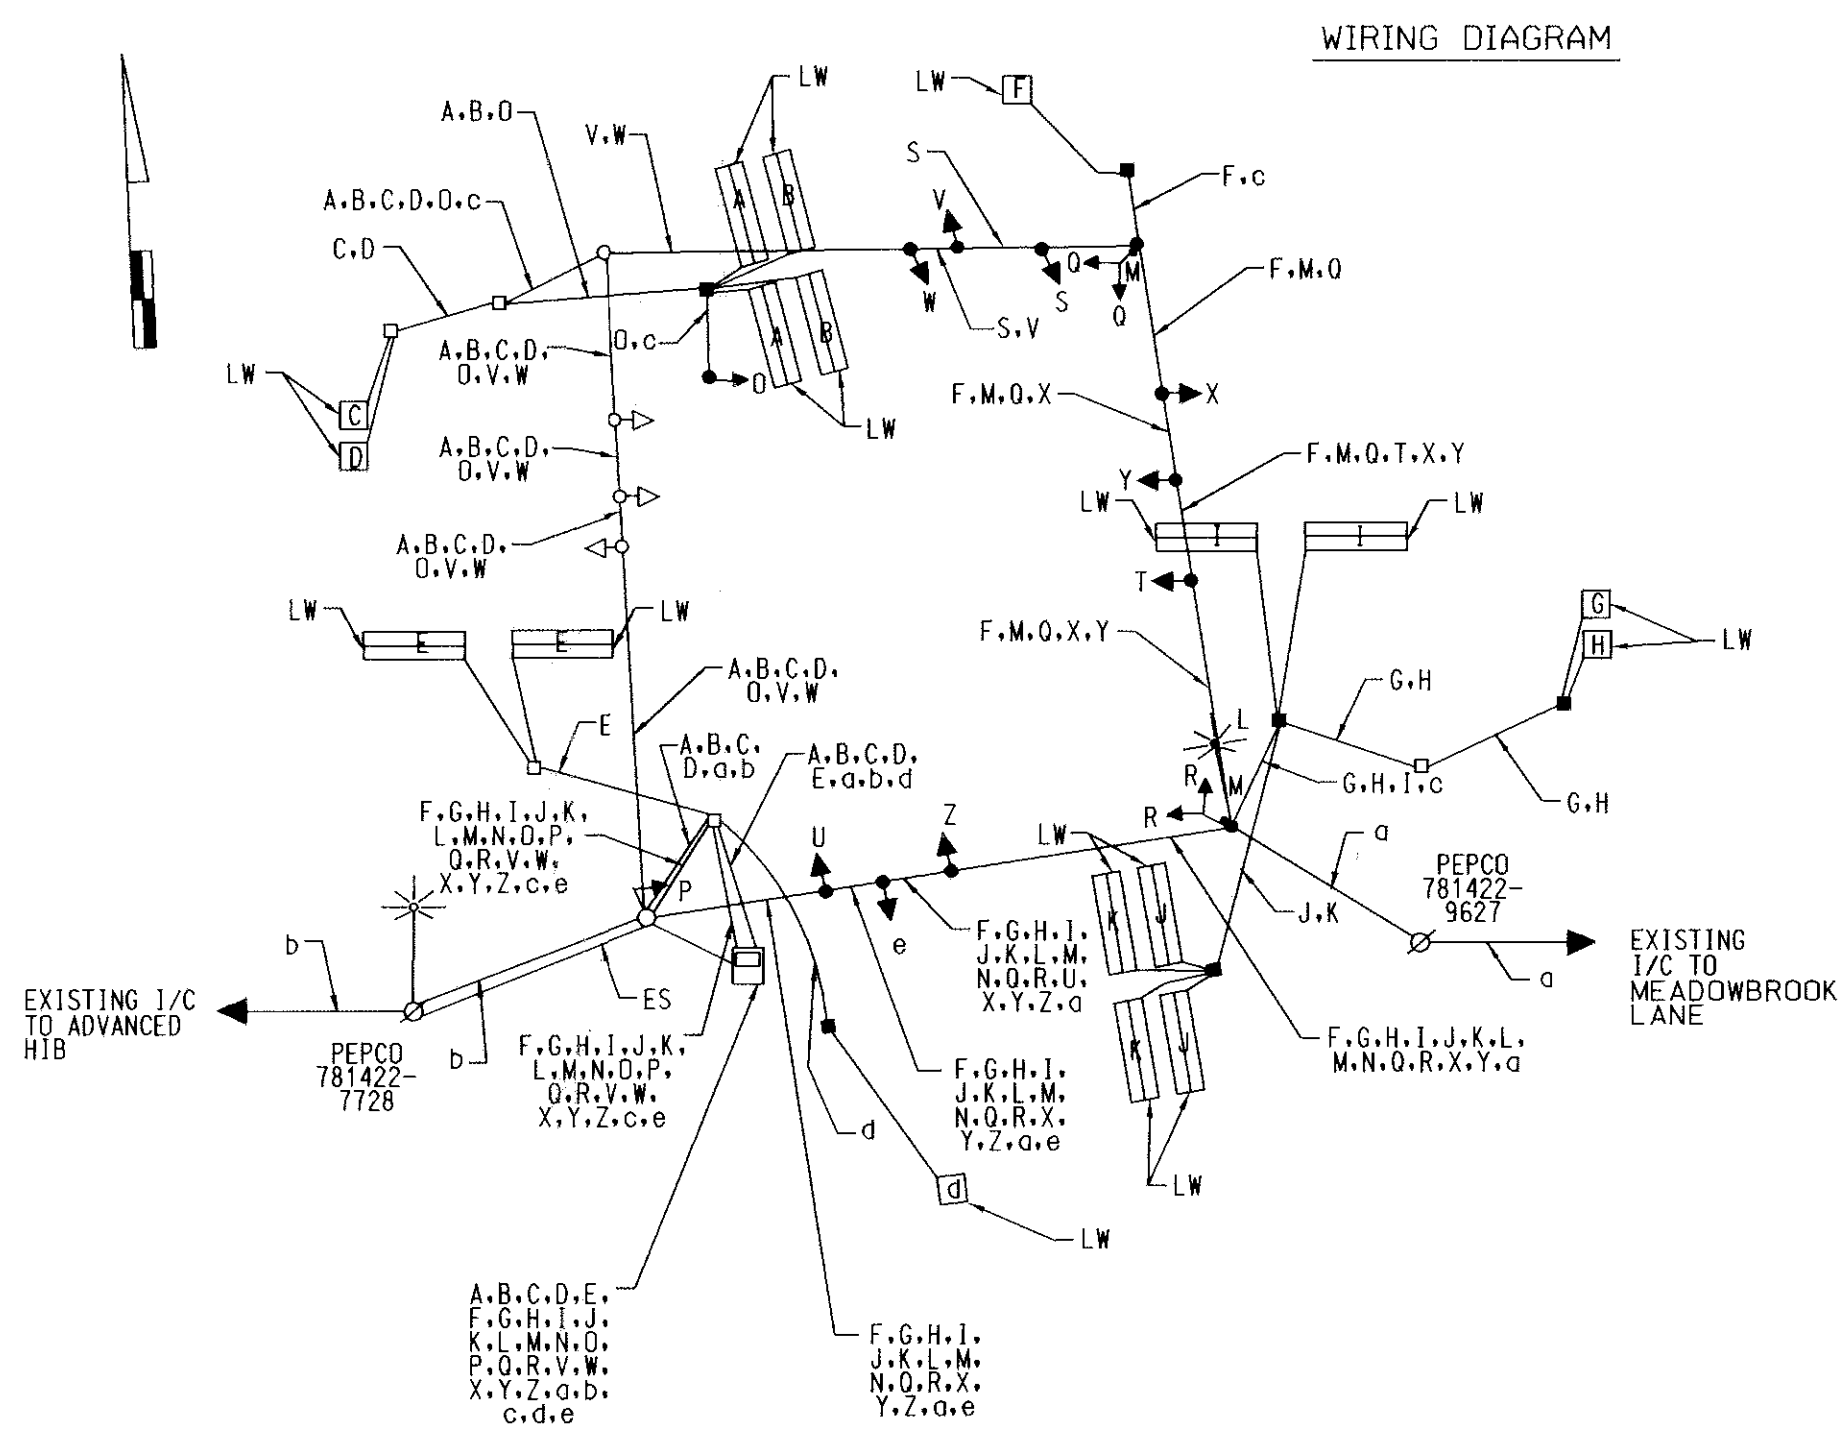 WIRING DIAGRAM
LW
LW
F
A,B,O
V,W
S
F,c
A,B,C,D,O,c
V
A
B
C,D
Q
M
F,M,Q
W
S
Q
S,V
O,c
A,B,C,D,
O,V,W
A
B
LW
O
F,M,Q,X
X
C
LW
A,B,C,D,
O,V,W
D
F,M,Q,T,X,Y
Y
LW
LW
I
I
A,B,C,D,
O,V,W
T
LW
LW
G
E
E
F,M,Q,X,Y
H
LW
A,B,C,D,
O,V,W
G,H
E
A,B,C,
D,a,b
A,B,C,D,
E,a,b,d
L
R
M
G,H,I,c
G,H
F,G,H,I,J,K,
L,M,N,O,P,
Q,R,V,W,
X,Y,Z,c,e
U
Z
R
LW
a
P
PEPCO
781422-
9627
K
J
J,K
b
e
F,G,H,I,
J,K,L,M,
N,Q,R,U,
X,Y,Z,a
EXISTING
I/C TO
MEADOWBROOK
LANE
a
ES
EXISTING I/C
TO ADVANCED
HIB
PEPCO
781422-
7728
b
F,G,H,I,J,K,
L,M,N,O,P,
Q,R,V,W,
X,Y,Z,c,e
K
J
F,G,H,I,J,K,L,
M,N,Q,R,X,Y,a
F,G,H,I,
J,K,L,M,
N,Q,R,X,
Y,Z,a,e
d
LW
d
LW
A,B,C,D,E,
F,G,H,I,J,
K,L,M,N,O,
P,Q,R,V,W,
X,Y,Z,a,b,
c,d,e
F,G,H,I,
J,K,L,M,
N,Q,R,X,
Y,Z,a,e